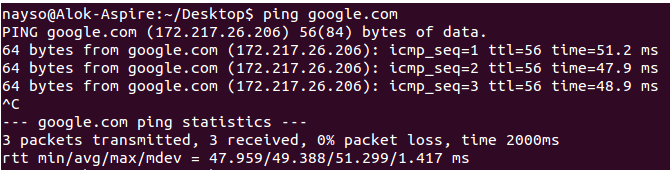 nayso@Alok-Aspire:~/Desktop$ ping google.com
PING google.com (172.217.26.206) 56(84) bytes of data.
64 bytes from google.com (172.217.26.206): icmp_seq=1 ttl=56 time=51.2 ms
64 bytes from google.com (172.217.26.206): icmp_seq=2 ttl=56 time=47.9 ms
64 bytes from google.com (172.217.26.206): icmp_seq=3 ttl=56 time=48.9 ms
^C
--- google.com ping statistics ---
3 packets transmitted, 3 received, 0% packet loss, time 2000ms
rtt min/avg/max/mdev = 47.959/49.388/51.299/1.417 ms